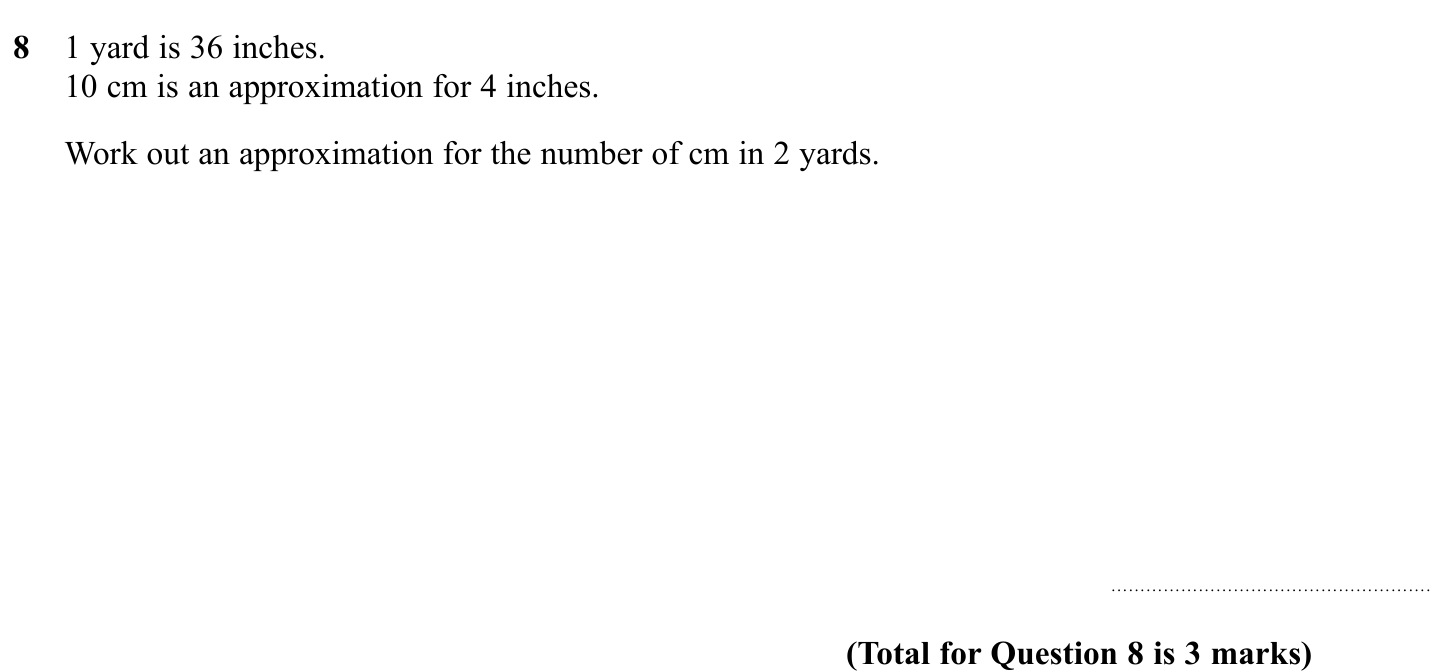 8 1 yard is 36 inches.
10 cm is an approximation for 4 inches.
Work out an approximation for the number of cm in 2 yards.
(Total for Question 8 is 3 marks)